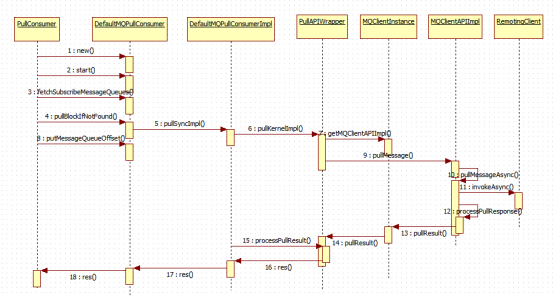 PullConsumer
DefaultMQPullConsumer
DefaultMQPullConsumerImpl
PullAPIWrapper
MQClientInstance
MQClientAPIImpl
RemotingClient
1 : new()
2 : start()
3 : fetchSubscribeMessageQueues()
4 : pullBlockIfNotFound()
5 : pullSyncImpl()
6 : pullKernelImpl()
7 : getMQClientAPIImpl()
8 : putMessageQueueOffset()
9 : pullMessage()
10 : pullMessageAsync()
11 : invokeAsync()
12 : processPullResponse()
13 : pullResult()
14 : pullResult()
15 : processPullResult()
16 : res()
17 : res()
18 : res()